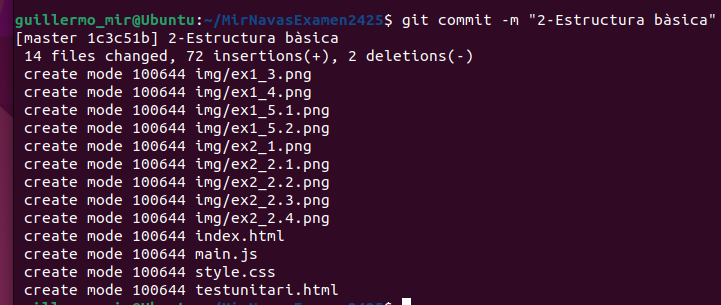 guillermo_mir@Ubuntu:~/MirNavasExamen2425$ git commit -m "2-Estructura bàsica"
[master 1c3c51b] 2-Estructura bàsica
 14 files changed, 72 insertions(+), 2 deletions(-)
 create mode 100644 img/ex1_3.png
 create mode 100644 img/ex1_4.png
 create mode 100644 img/ex1_5.1.png
 create mode 100644 img/ex1_5.2.png
 create mode 100644 img/ex2_1.png
 create mode 100644 img/ex2_2.1.png
 create mode 100644 img/ex2_2.2.png
 create mode 100644 img/ex2_2.3.png
 create mode 100644 img/ex2_2.4.png
 create mode 100644 index.html
 create mode 100644 main.js
 create mode 100644 style.css
 create mode 100644 testunitari.html
guillermo_mir@Ubuntu:~/MirNavasExamen2425$